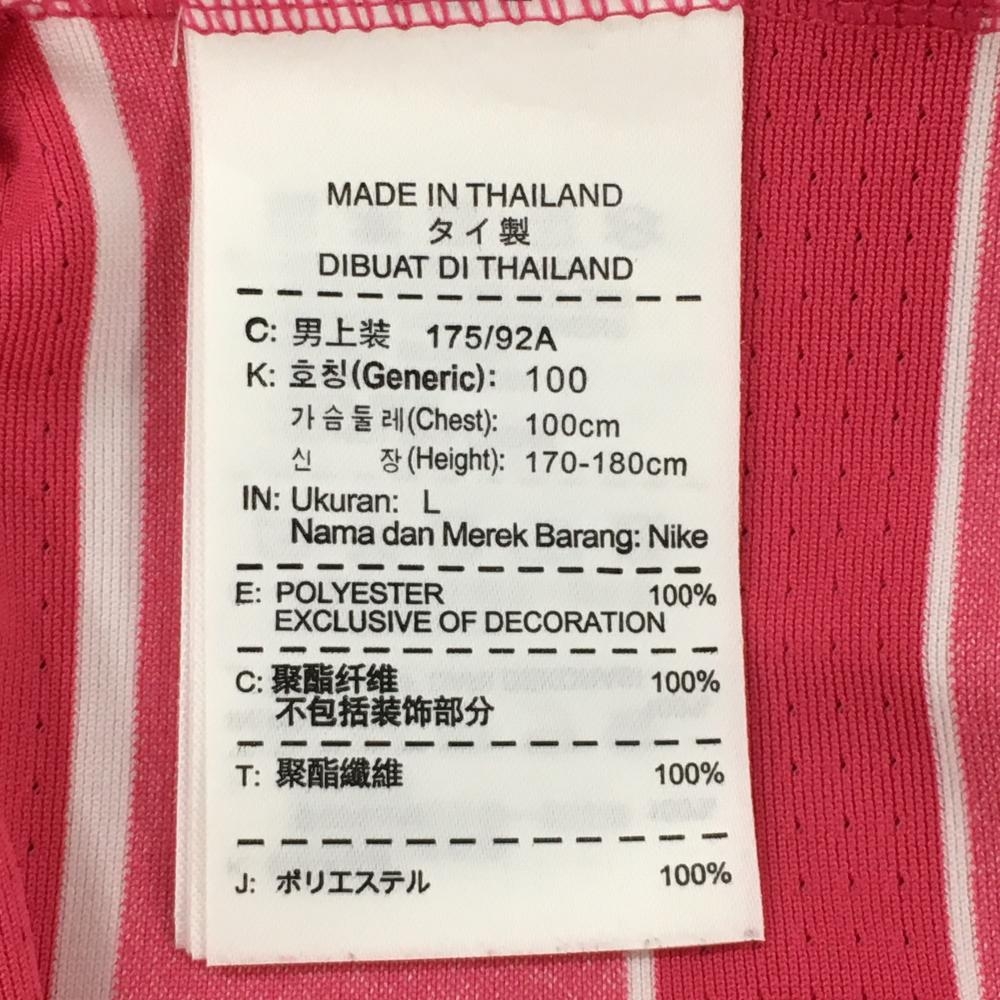 MADE IN THAILAND
タイ製
DIBUAT DI THAILAND
C: 男上装 175/92A
K: 호칭(Generic): 100
가슴둘레(Chest): 100cm
신 장(Height): 170-180cm
IN: Ukuran: L
Nama dan Merek Barang: Nike
E: POLYESTER 100%
EXCLUSIVE OF DECORATION
C: 聚酯纤维 100%
不包括装饰部分
T: 聚酯纖維 100%
J: ポリエステル 100%